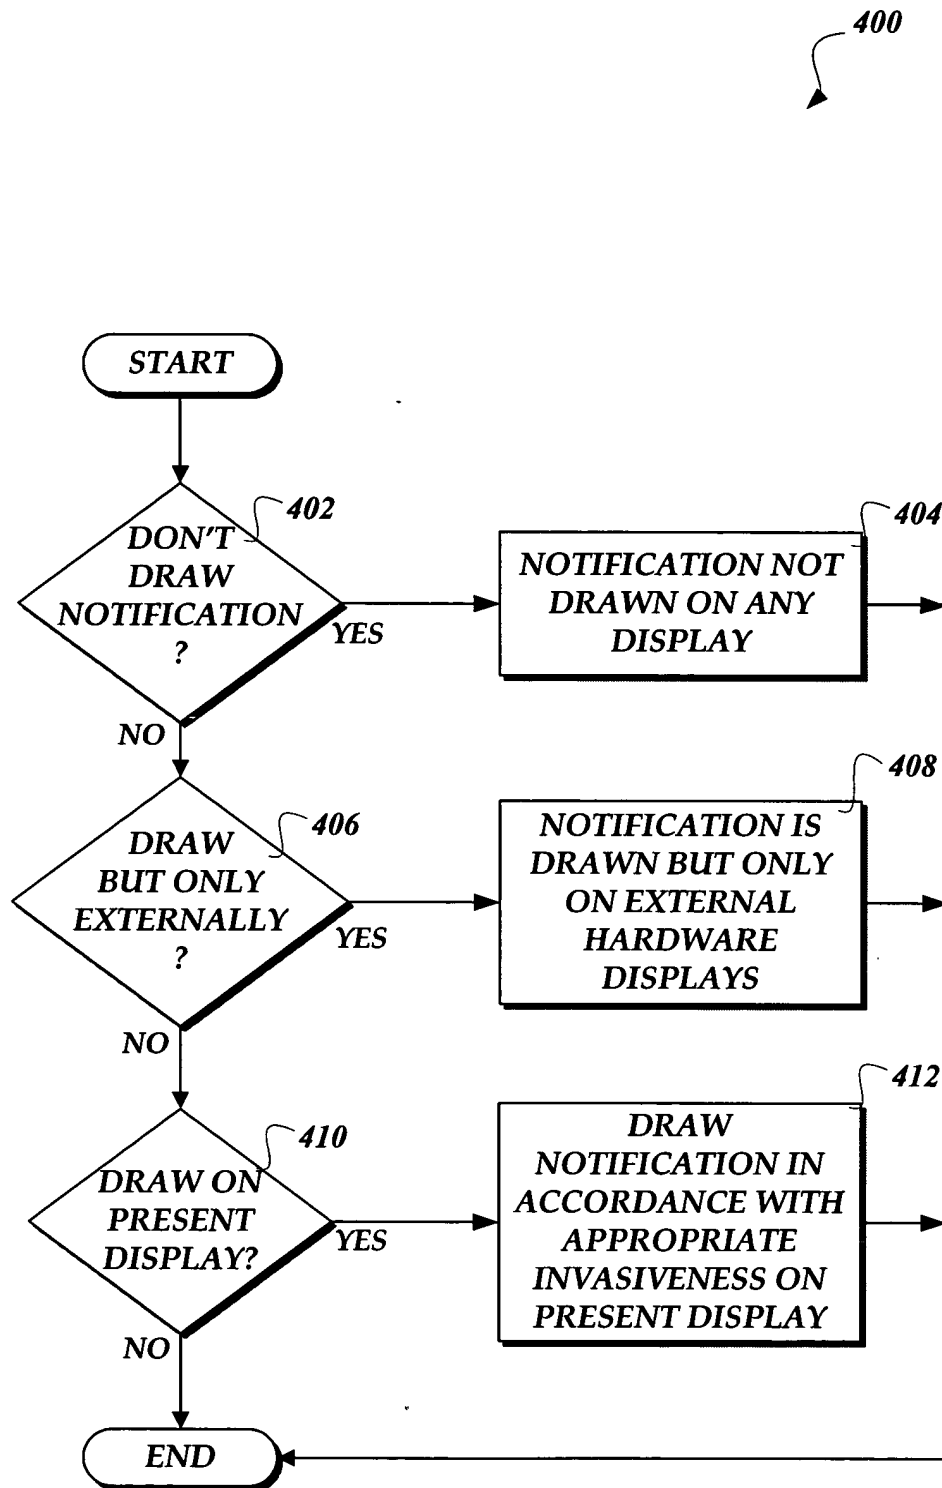 400
START
402
DON'T
DRAW
NOTIFICATION
?
YES
NO
404
NOTIFICATION NOT
DRAWN ON ANY
DISPLAY
406
DRAW
BUT ONLY
EXTERNALLY
?
YES
NO
408
NOTIFICATION IS
DRAWN BUT ONLY
ON EXTERNAL
HARDWARE
DISPLAYS
410
DRAW ON
PRESENT
DISPLAY?
YES
NO
412
DRAW
NOTIFICATION IN
ACCORDANCE WITH
APPROPRIATE
INVASIVENESS ON
PRESENT DISPLAY
END